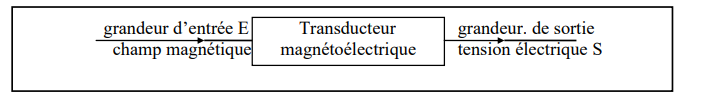 grandeur d'entrée E
champ magnétique
Transducteur
magnétoélectrique
grandeur. de sortie
tension électrique S